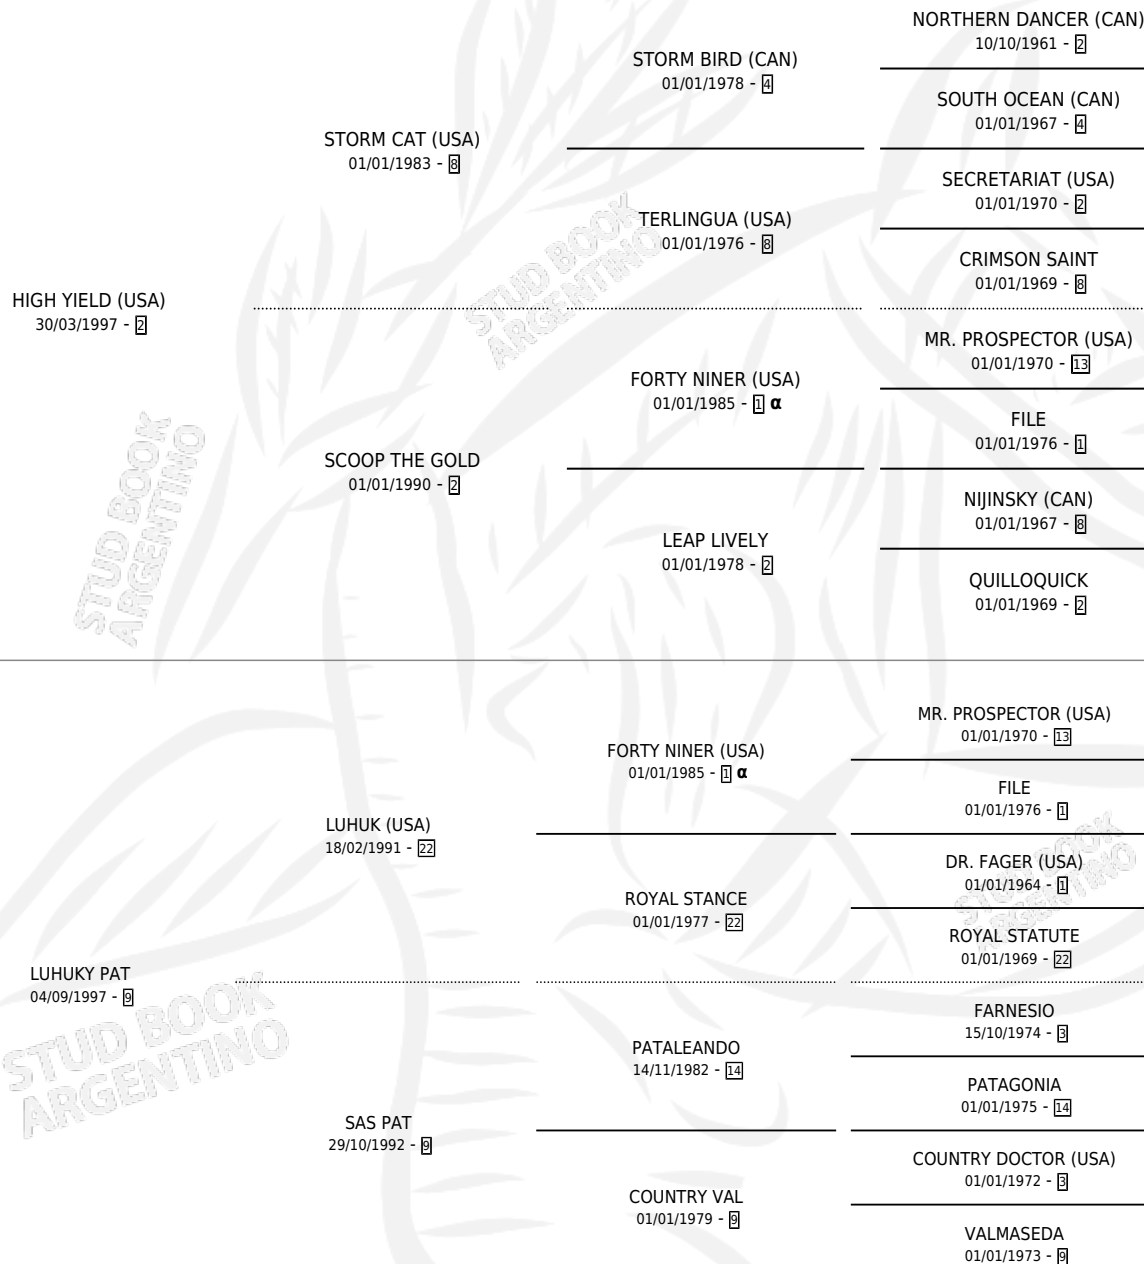 NORTHERN DANCER (CAN)
10/10/1961 - 2
STORM BIRD (CAN)
01/01/1978 - 4
SOUTH OCEAN (CAN)
01/01/1967 - 4
STORM CAT (USA)
01/01/1983 - 8
SECRETARIAT (USA)
01/01/1970 - 2
TERLINGUA (USA)
01/01/1976 - 8
CRIMSON SAINT
01/01/1969 - 8
HIGH YIELD (USA)
30/03/1997 - 2
MR. PROSPECTOR (USA)
01/01/1970 - 13
FORTY NINER (USA)
01/01/1985 - 1 α
FILE
01/01/1976 - 1
SCOOP THE GOLD
01/01/1990 - 2
NIJINSKY (CAN)
01/01/1967 - 8
LEAP LIVELY
01/01/1978 - 2
QUILLOQUICK
01/01/1969 - 2
MR. PROSPECTOR (USA)
01/01/1970 - 13
FORTY NINER (USA)
01/01/1985 - 1 α
FILE
01/01/1976 - 1
LUHUK (USA)
18/02/1991 - 22
DR. FAGER (USA)
01/01/1964 - 1
ROYAL STANCE
01/01/1977 - 22
ROYAL STATUTE
01/01/1969 - 22
LUHUKY PAT
04/09/1997 - 9
FARNESIO
15/10/1974 - 3
PATALEANDO
14/11/1982 - 14
PATAGONIA
01/01/1975 - 14
SAS PAT
29/10/1992 - 9
COUNTRY DOCTOR (USA)
01/01/1972 - 3
COUNTRY VAL
01/01/1979 - 9
VALMASEDA
01/01/1973 - 9
STUD BOOK
ARGENTINO
STUD BOOK
ARGENTINO
STUD BOOK
ARGENTINO
STUD BOOK
ARGENTINO